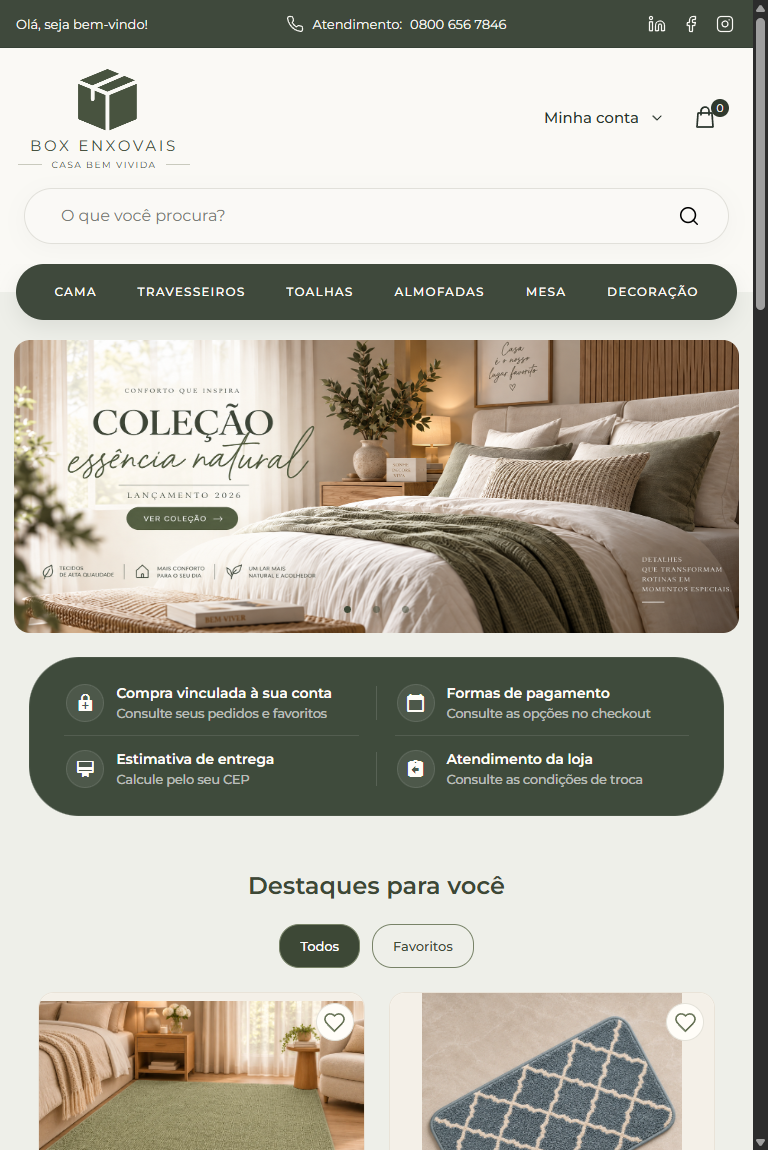 Olá, seja bem-vindo!
Atendimento: 0800 656 7846
BOX ENXOVAIS
CASA BEM VIVIDA
Minha conta
0
O que você procura?
CAMA TRAVESSEIROS TOALHAS ALMOFADAS MESA DECORAÇÃO
CONFORTO QUE INSPIRA
COLEÇÃO
essência natural
LANÇAMENTO 2026
VER COLEÇÃO →
TECIDOS
DE ALTA QUALIDADE
MAIS CONFORTO
PARA O SEU DIA
UM LAR MAIS
NATURAL E ACOLHEDOR
Casa
é o nosso
lugar favorito
DETALHES
QUE TRANSFORMAM
ROTINAS EM
MOMENTOS ESPECIAIS.
BEM VIVER
Compra vinculada à sua conta
Consulte seus pedidos e favoritos
Formas de pagamento
Consulte as opções no checkout
Estimativa de entrega
Calcule pelo seu CEP
Atendimento da loja
Consulte as condições de troca
Destaques para você
Todos
Favoritos